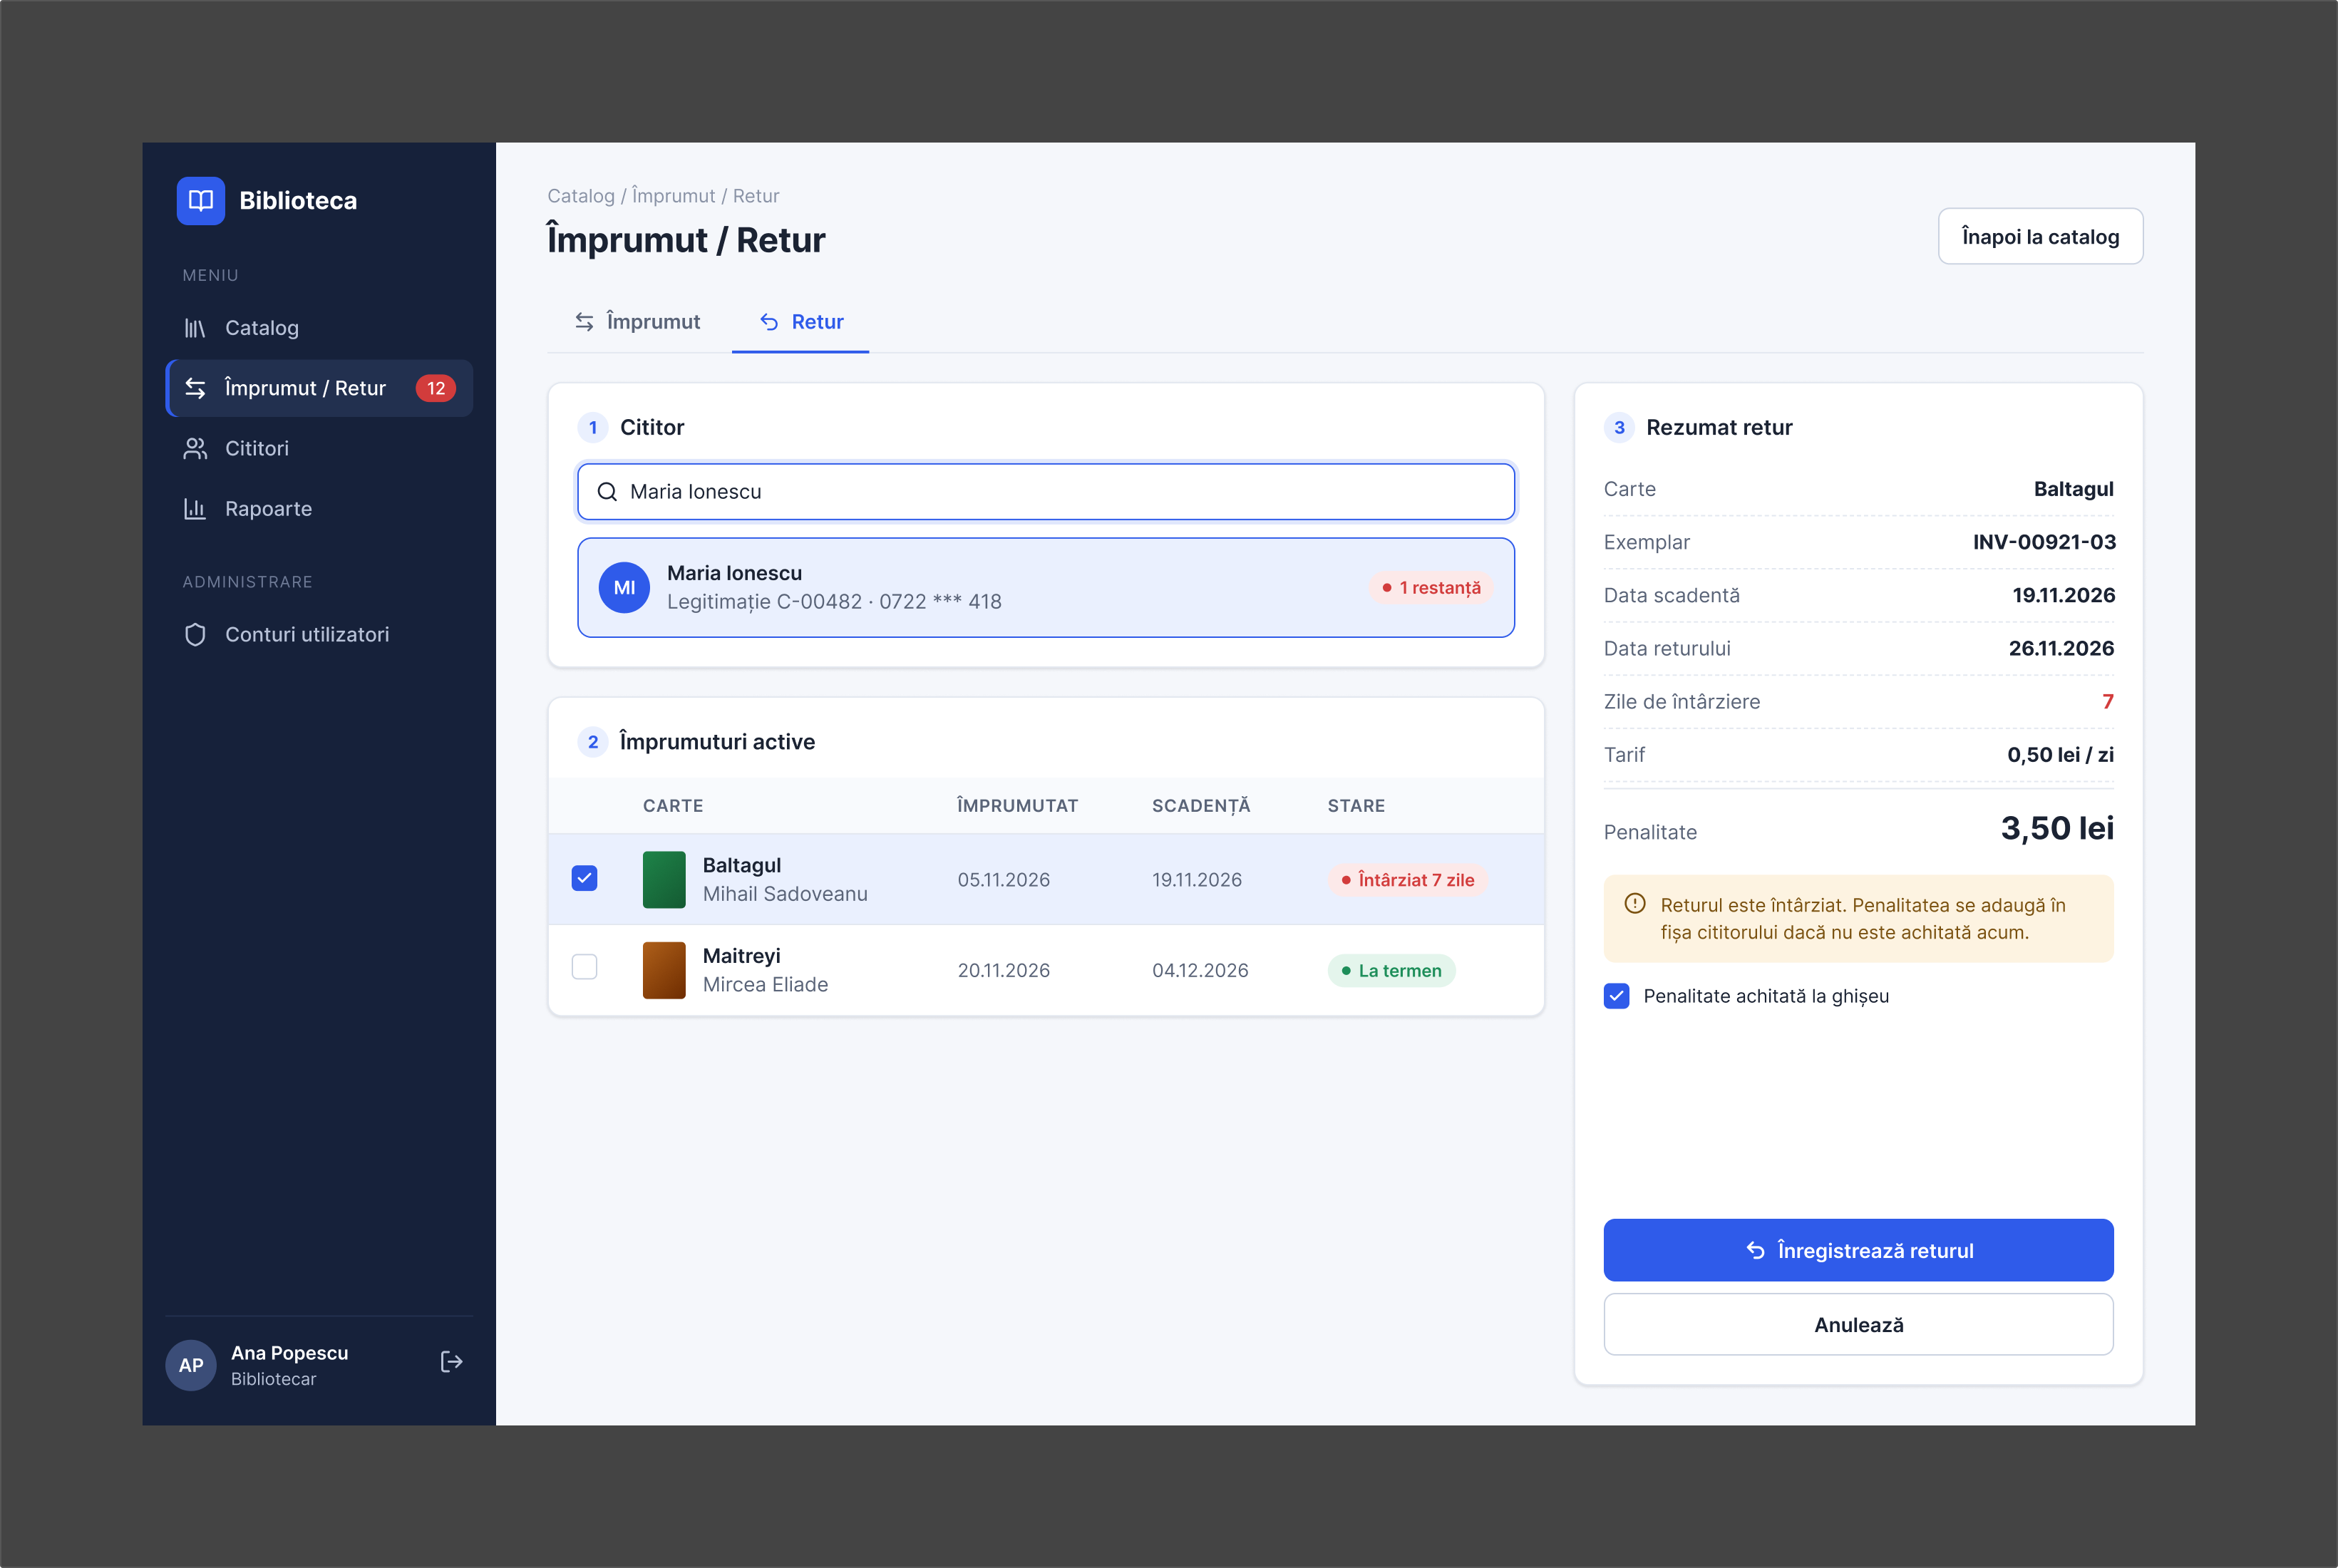 Biblioteca
MENIU
Catalog
Împrumut / Retur 12
Cititori
Rapoarte
ADMINISTRARE
Conturi utilizatori
AP
Ana Popescu
Bibliotecar
Catalog / Împrumut / Retur
Împrumut / Retur
Înapoi la catalog
Împrumut
Retur
1 Cititor
Maria Ionescu
MI
Maria Ionescu
Legitimație C-00482 · 0722 *** 418
1 restanță
2 Împrumuturi active
CARTE ÎMPRUMUTAT SCADENȚĂ STARE
Baltagul
Mihail Sadoveanu
05.11.2026 19.11.2026 Întârziat 7 zile
Maitreyi
Mircea Eliade
20.11.2026 04.12.2026 La termen
3 Rezumat retur
Carte Baltagul
Exemplar INV-00921-03
Data scadentă 19.11.2026
Data returului 26.11.2026
Zile de întârziere 7
Tarif 0,50 lei / zi
Penalitate 3,50 lei
Returul este întârziat. Penalitatea se adaugă în
fișa cititorului dacă nu este achitată acum.
Penalitate achitată la ghișeu
Înregistrează returul
Anulează